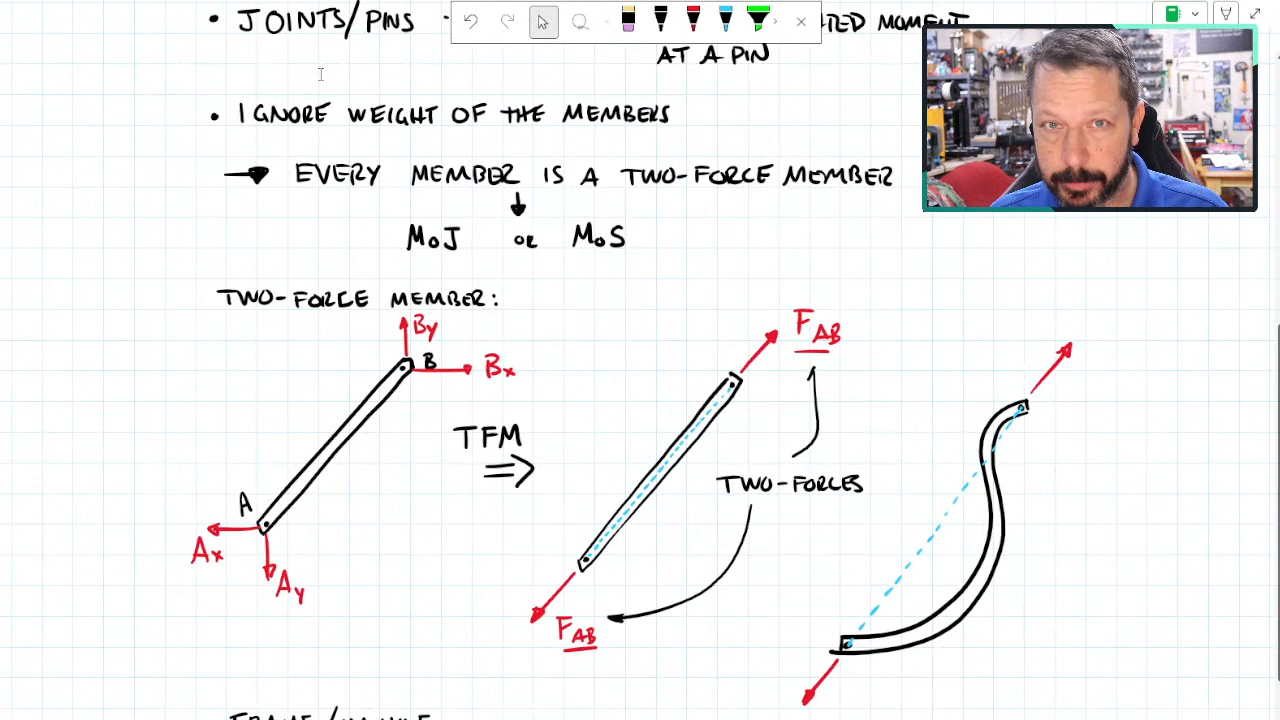 • JOINTS/PINS
MOMENT
AT A PIN
• IGNORE WEIGHT OF THE MEMBERS
→ EVERY MEMBER IS A TWO-FORCE MEMBER
MoJ or MoS
TWO-FORCE MEMBER:
By
B
Bx
A
Ax
Ay
TFM
⇒
FAB
TWO-FORCES
FAB